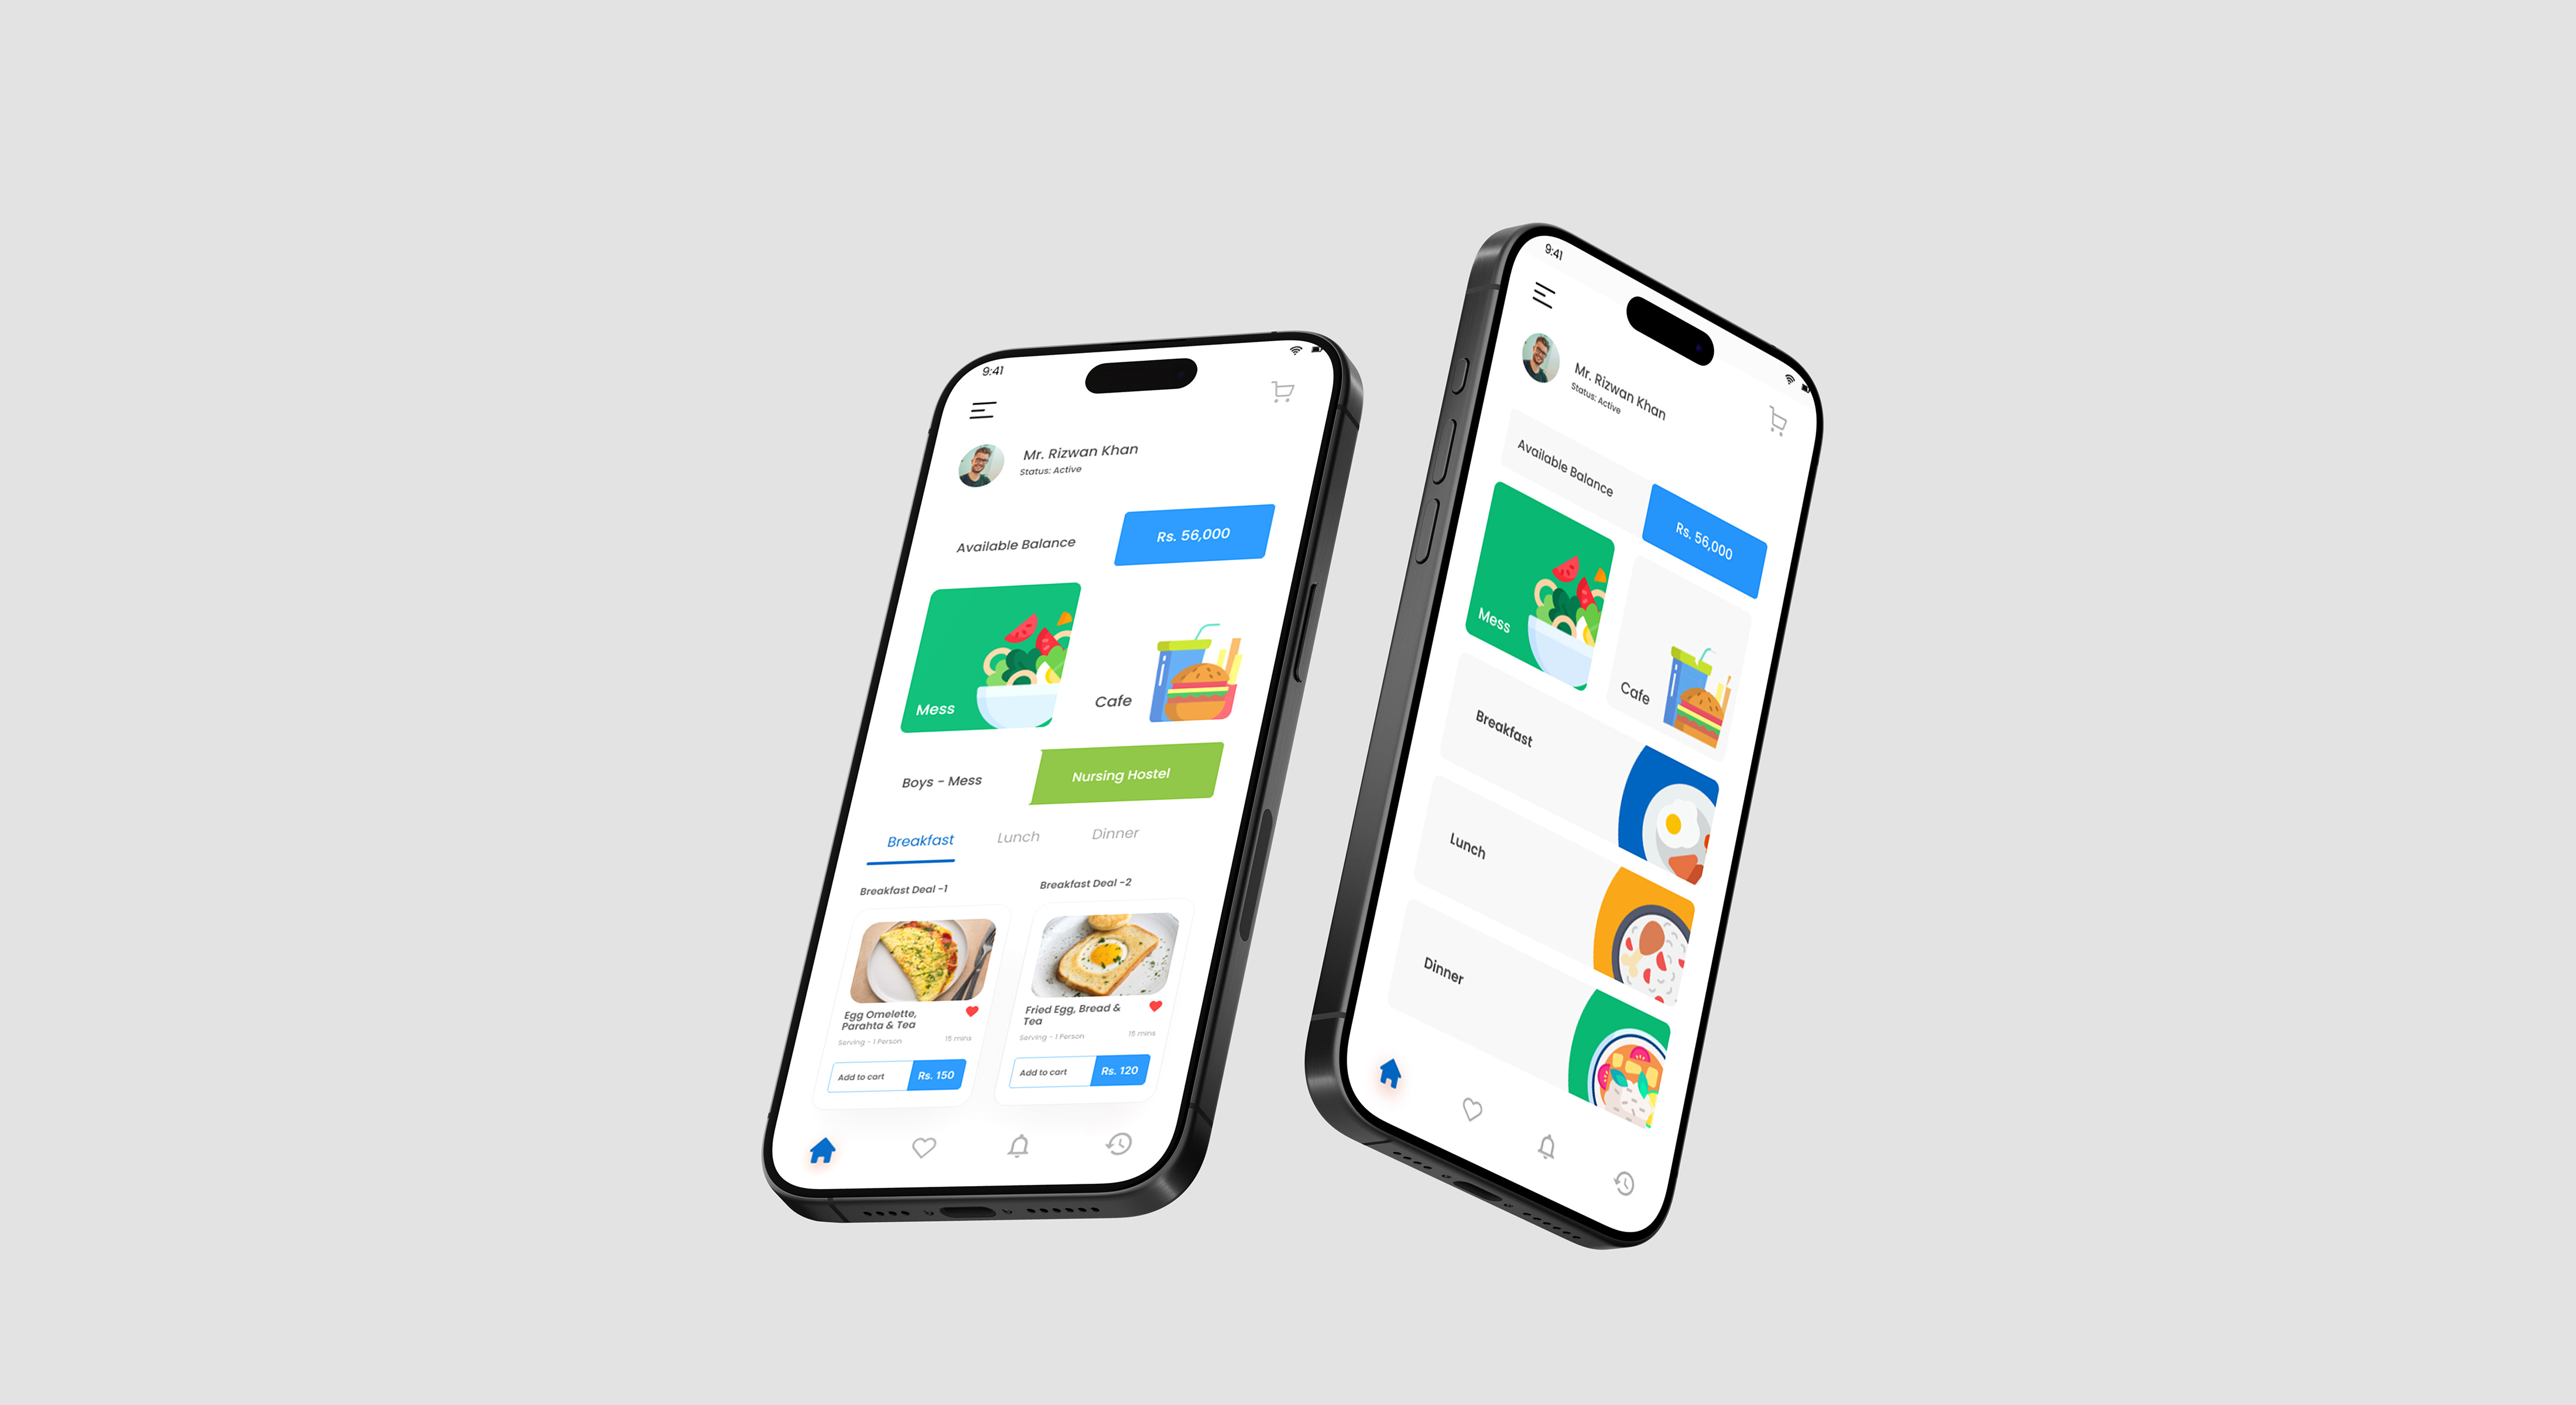 9:41
Mr. Rizwan Khan
Status: Active
Available Balance
Rs. 56,000
Mess
Cafe
Boys - Mess
Nursing Hostel
Breakfast
Lunch
Dinner
Breakfast Deal -1
Breakfast Deal -2
Egg Omelette,
Parahta & Tea
Serving - 1 Person
15 mins
Add to cart
Rs. 150
Fried Egg, Bread &
Tea
Serving - 1 Person
15 mins
Add to cart
Rs. 120
9:41
Mr. Rizwan Khan
Status: Active
Available Balance
Rs. 56,000
Mess
Cafe
Breakfast
Lunch
Dinner